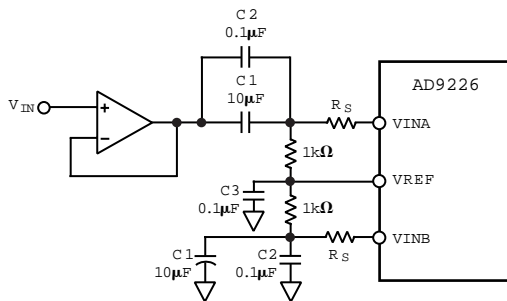 C2
0.1μF
C1
10μF
VIN
+
−
AD9226
RS
VINA
1kΩ
VREF
C3
0.1μF
1kΩ
VINB
RS
C1
10μF
C2
0.1μF